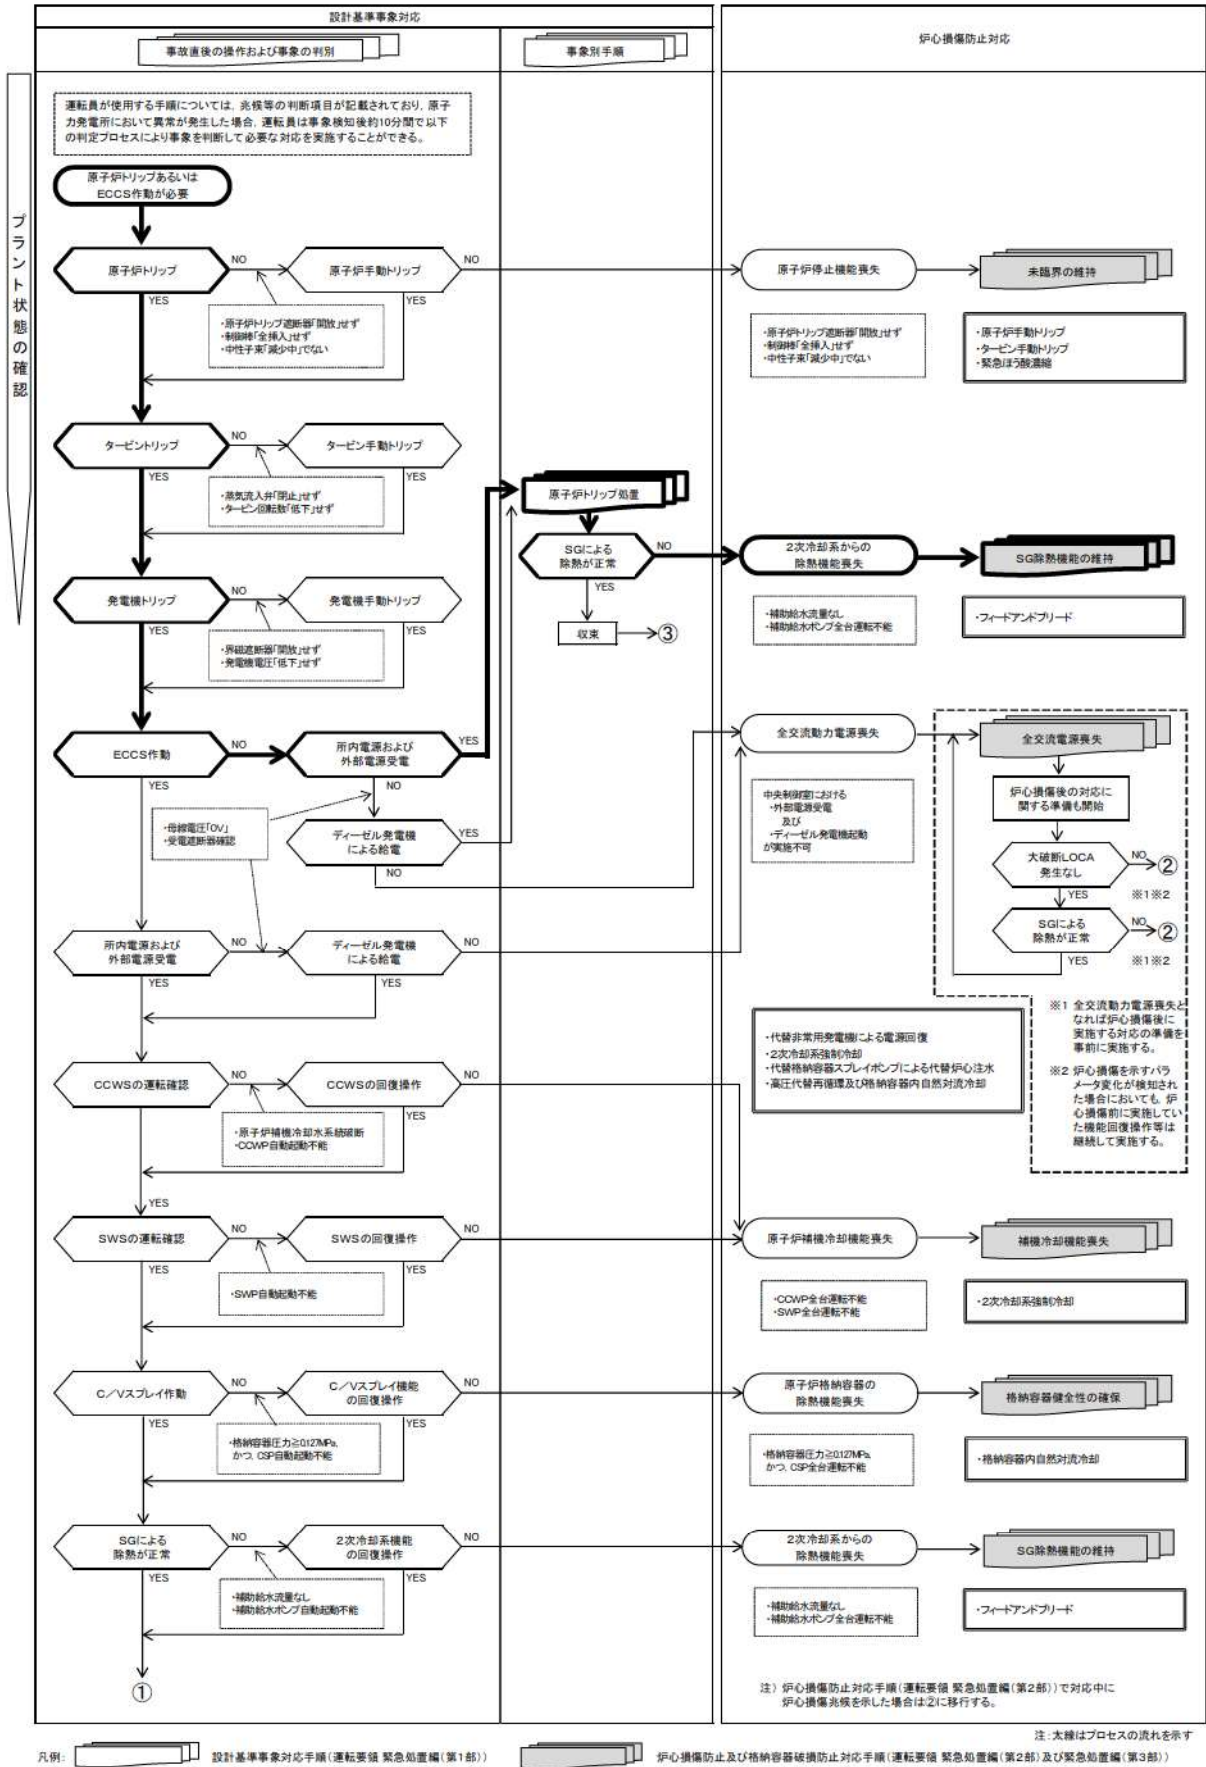 設計基準事象対応
事故直後の操作および事象の判別
事象別手順
炉心損傷防止対応
プラント状態の確認
運転員が使用する手順については、兆候等の判断項目が記載されており、原子
力発電所において異常が発生した場合、運転員は事象検知後約10分間で以下
の判定プロセスにより事象を判断して必要な対応を実施することができる。
原子炉トリップあるいは
ECCS作動が必要
原子炉トリップ
NO
YES
原子炉手動トリップ
NO
YES
・原子炉トリップ遮断器「開放」せず
・制御棒「全挿入」せず
・中性子束「減少中」でない
原子炉停止機能喪失
未臨界の維持
・原子炉トリップ遮断器「開放」せず
・制御棒「全挿入」せず
・中性子束「減少中」でない
・原子炉手動トリップ
・タービン手動トリップ
・緊急ほう酸濃縮
タービントリップ
NO
YES
タービン手動トリップ
YES
・蒸気流入弁「閉止」せず
・タービン回転数「低下」せず
原子炉トリップ処置
SGによる
除熱が正常
NO
YES
収束
③
2次冷却系からの
除熱機能喪失
SG除熱機能の維持
・補助給水流量なし
・補助給水ポンプ全台運転不能
・フィードアンドブリード
発電機トリップ
NO
YES
発電機手動トリップ
YES
・界磁遮断器「開放」せず
・発電機電圧「低下」せず
ECCS作動
NO
YES
所内電源および
外部電源受電
YES
NO
・母線電圧「0V」
・受電遮断器確認
ディーゼル発電機
による給電
YES
NO
全交流動力電源喪失
全交流電源喪失
中央制御室における
・外部電源受電
及び
・ディーゼル発電機起動
が実施不可
炉心損傷後の対応に
関する準備も開始
大破断LOCA
発生なし
NO
②
YES
※1※2
SGによる
除熱が正常
NO
②
YES
※1※2
所内電源および
外部電源受電
NO
YES
ディーゼル発電機
による給電
NO
YES
※1 全交流動力電源喪失と
なれば炉心損傷後に
実施する対応の準備を
事前に実施する。
※2 炉心損傷を示すパラ
メータ変化が検知され
た場合においても、炉
心損傷前に実施してい
た機能回復操作等は
継続して実施する。
・代替非常用発電機による電源回復
・2次冷却系強制冷却
・代替格納容器スプレイポンプによる代替炉心注水
・高圧代替再循環及び格納容器内自然対流冷却
CCWSの運転確認
NO
YES
CCWSの回復操作
NO
YES
・原子炉補機冷却水系統破断
・CCWP自動起動不能
SWSの運転確認
NO
YES
SWSの回復操作
NO
YES
・SWP自動起動不能
原子炉補機冷却機能喪失
補機冷却機能喪失
・CCWP全台運転不能
・SWP全台運転不能
・2次冷却系強制冷却
C/Vスプレイ作動
NO
YES
C/Vスプレイ機能
の回復操作
NO
YES
・格納容器圧力≧0.127MPa、
かつ、CSP自動起動不能
原子炉格納容器の
除熱機能喪失
格納容器健全性の確保
・格納容器圧力≧0.127MPa、
かつ、CSP全台運転不能
・格納容器内自然対流冷却
SGによる
除熱が正常
NO
YES
2次冷却系機能
の回復操作
NO
YES
・補助給水流量なし
・補助給水ポンプ自動起動不能
2次冷却系からの
除熱機能喪失
SG除熱機能の維持
・補助給水流量なし
・補助給水ポンプ全台運転不能
・フィードアンドブリード
①
注) 炉心損傷防止対応手順(運転要領 緊急処置編(第2部))で対応中に
炉心損傷兆候を示した場合は②に移行する。
注:太線はプロセスの流れを示す
凡例:
設計基準事象対応手順(運転要領 緊急処置編(第1部))
炉心損傷防止及び格納容器破損防止対応手順(運転要領 緊急処置編(第2部)及び緊急処置編(第3部))